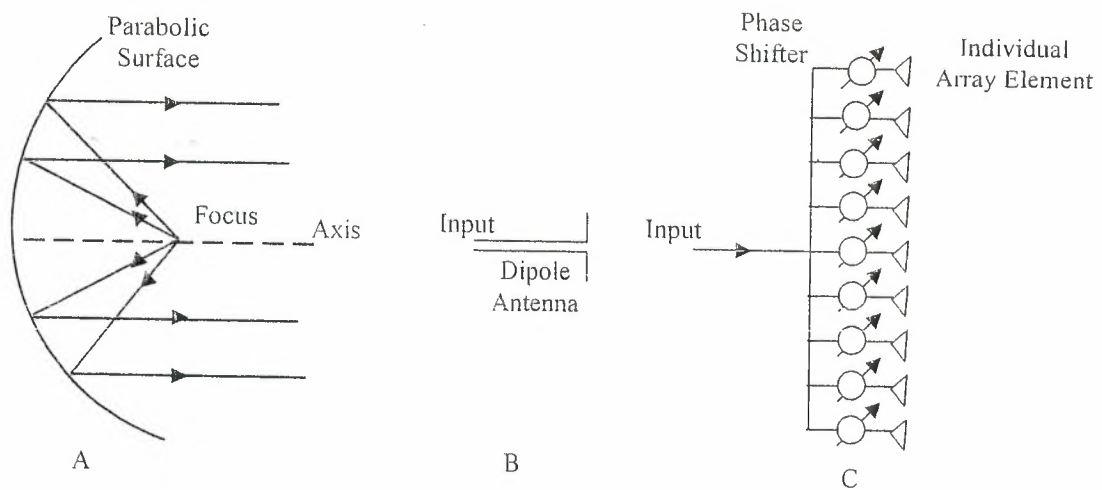 Parabolic
Surface
Focus
Axis
A
Input
Dipole
Antenna
B
Phase
Shifter
Individual
Array Element
Input
C